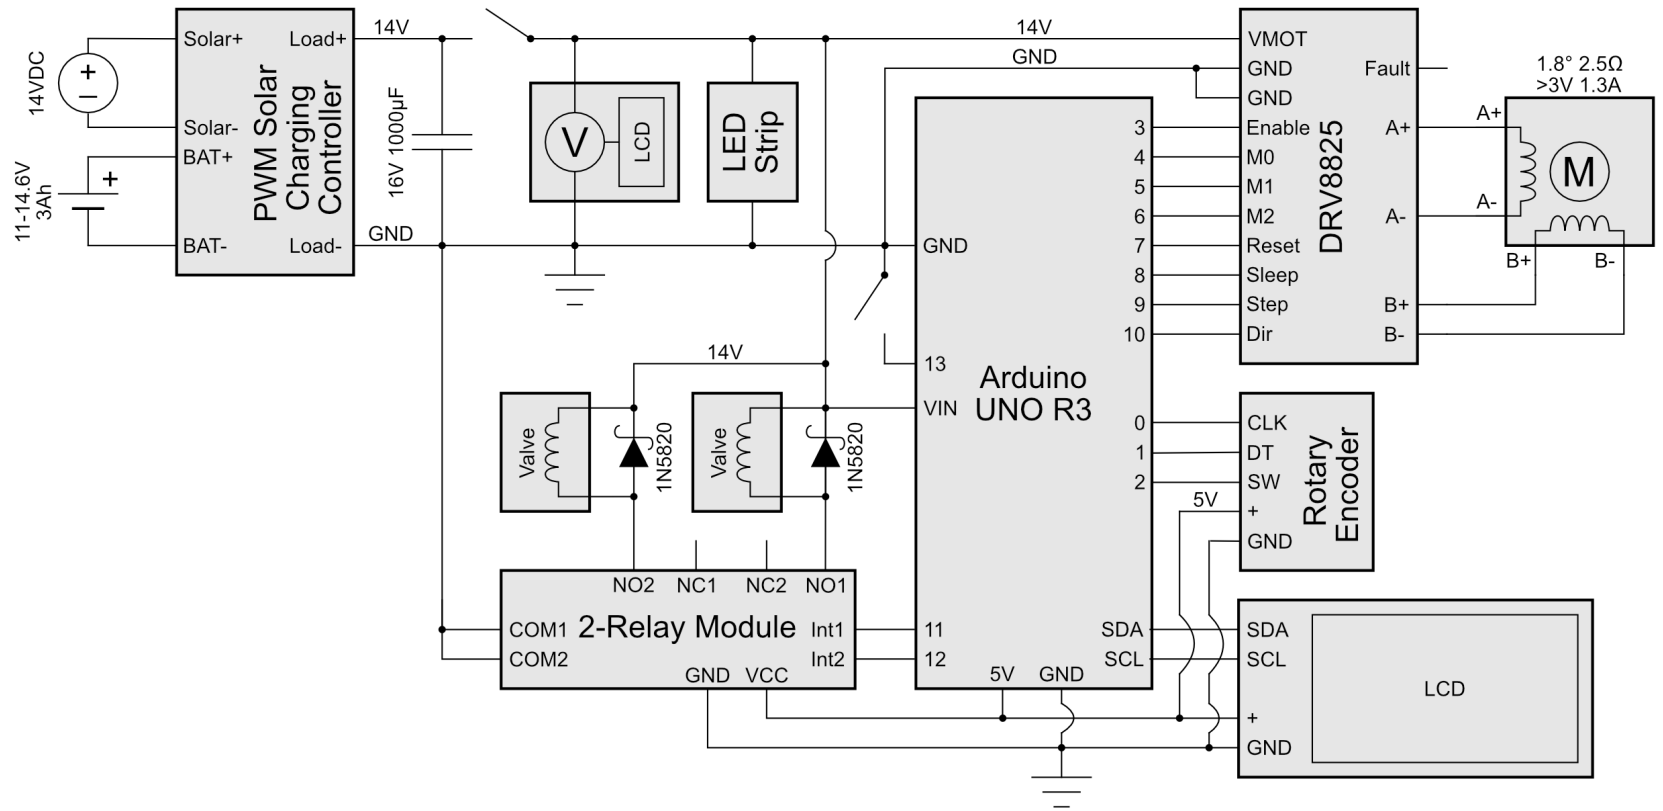 14VDC
Solar+
Solar-
BAT+
BAT-
Load+
Load-
PWM Solar
Charging
Controller
+
−
+
11-14.6V
3Ah
14V
GND
16V 1000μF
V
LCD
LED
Strip
14V
GND
VMOT
GND
GND
Enable
M0
M1
M2
Reset
Sleep
Step
Dir
DRV8825
Fault
A+
A-
B+
B-
1.8° 2.5Ω
>3V 1.3A
A+
A-
M
B+
B-
GND
13
VIN
Arduino
UNO R3
3
4
5
6
7
8
9
10
0
1
2
SDA
SCL
11
12
5V
GND
14V
Valve
1N5820
Valve
1N5820
NO2
NC1
NC2
NO1
COM1
COM2
2-Relay Module
Int1
Int2
GND
VCC
CLK
DT
SW
+
GND
Rotary
Encoder
5V
SDA
SCL
+
GND
LCD